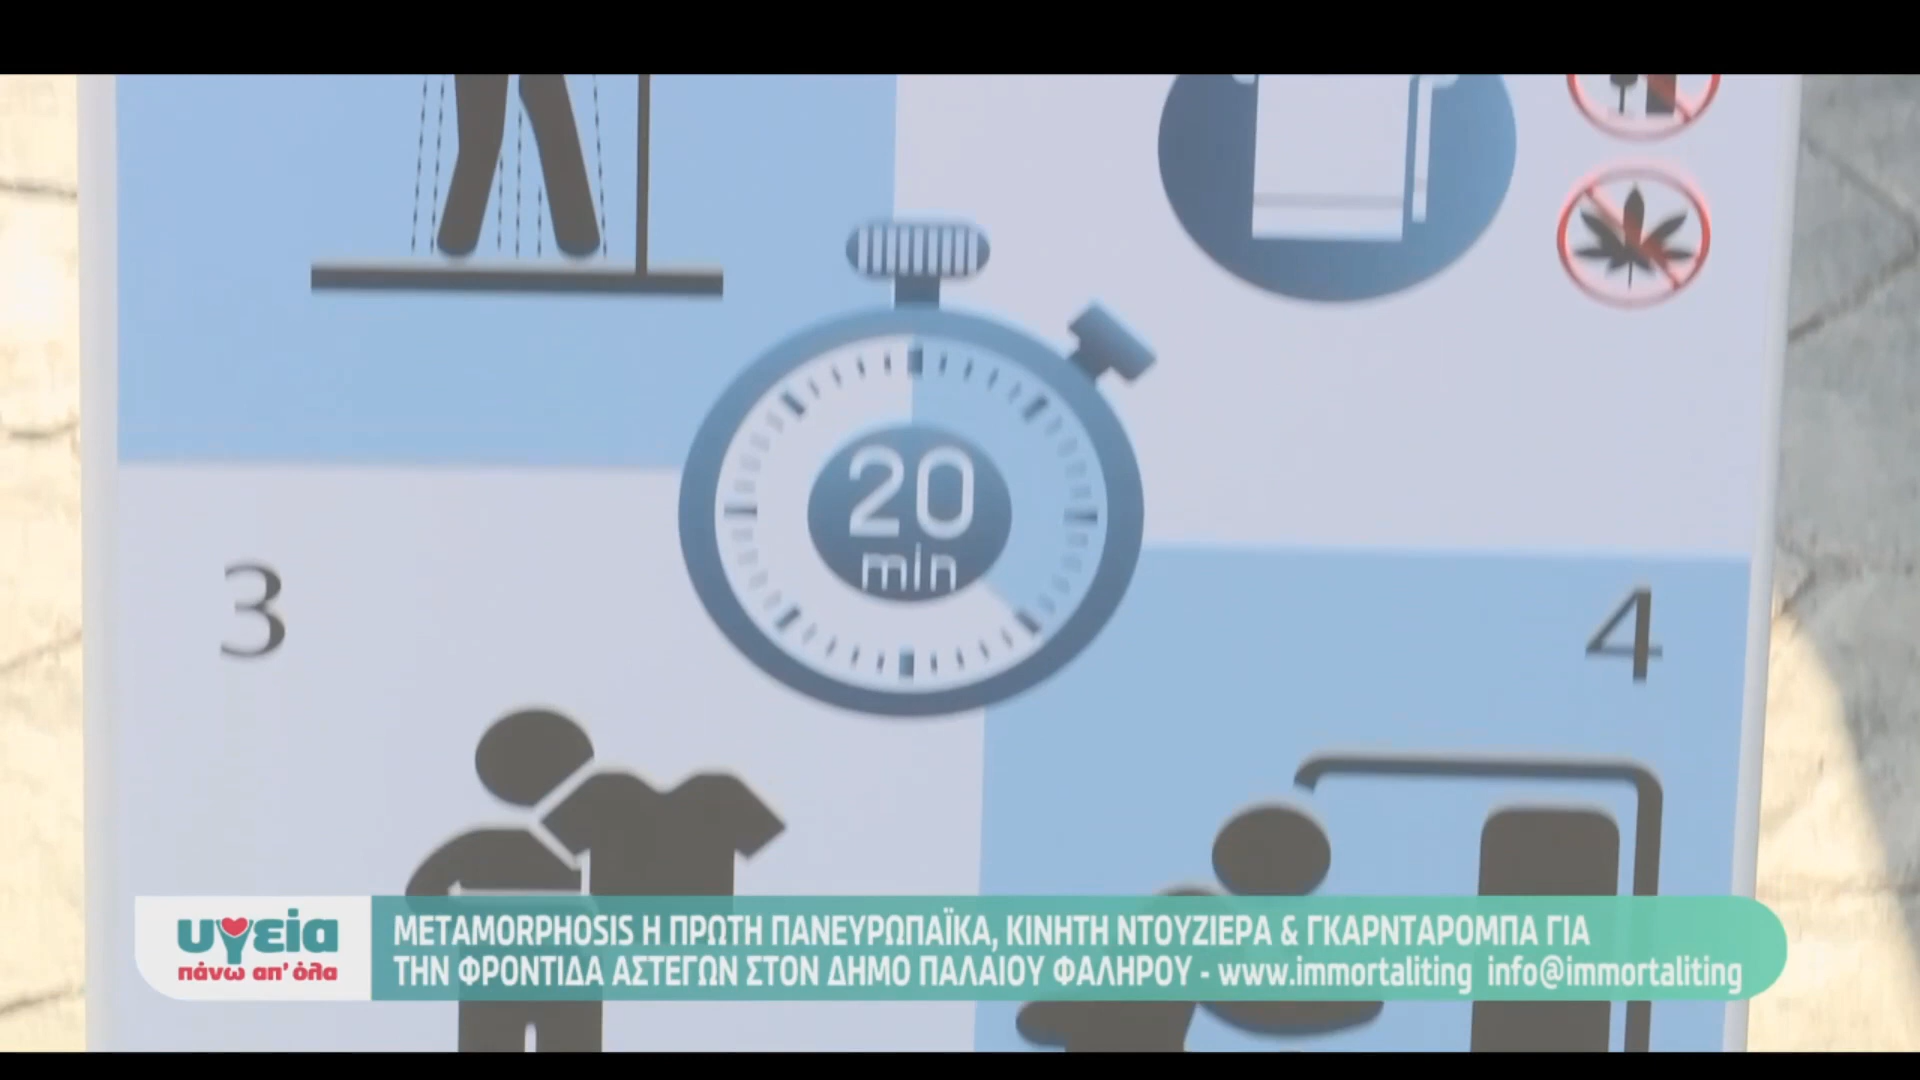 20
min
3
4
υγεία
πάνω απ' όλα
METAMORPHOSIS Η ΠΡΩΤΗ ΠΑΝΕΥΡΩΠΑΪΚΑ, ΚΙΝΗΤΗ ΝΤΟΥΖΙΕΡΑ & ΓΚΑΡΝΤΑΡΟΜΠΑ ΓΙΑ
ΤΗΝ ΦΡΟΝΤΙΔΑ ΑΣΤΕΓΩΝ ΣΤΟΝ ΔΗΜΟ ΠΑΛΑΙΟΥ ΦΑΛΗΡΟΥ - www.immortaliting info@immortaliting